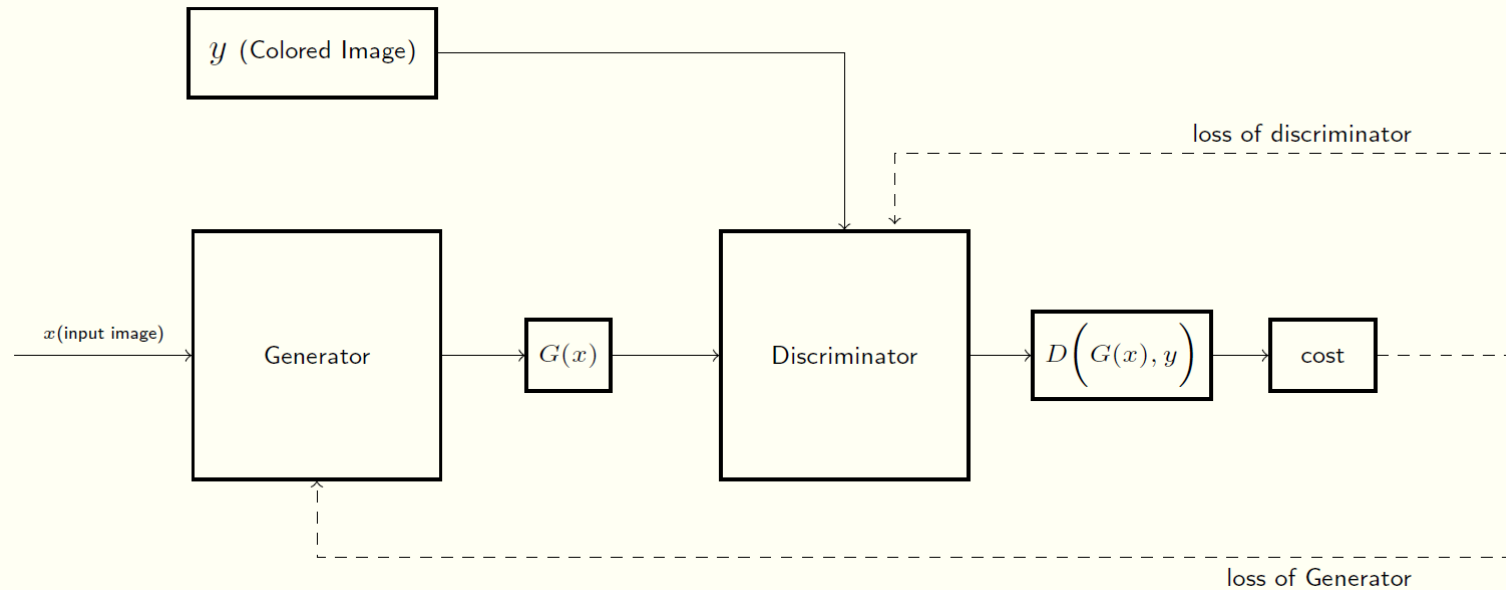 y (Colored Image)
loss of discriminator
x(input image)
Generator
G(x)
Discriminator
D(G(x), y)
cost
loss of Generator